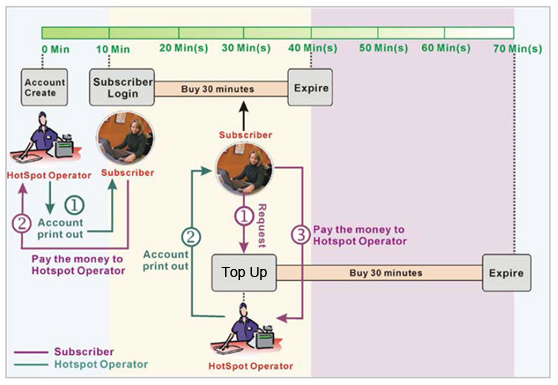 0 Min
10 Min
20 Min(s)
30 Min(s)
40 Min(s)
50 Min(s)
60 Min(s)
70 Min(s)
Account
Create
Subscriber
Login
Buy 30 minutes
Expire
HotSpot Operator
Subscriber
Subscriber
1
2
Account
print out
Pay the money to
Hotspot Operator
1
Request
2
Account
print out
3
Pay the money to
Hotspot Operator
Top Up
Buy 30 minutes
Expire
HotSpot Operator
Subscriber
Hotspot Operator